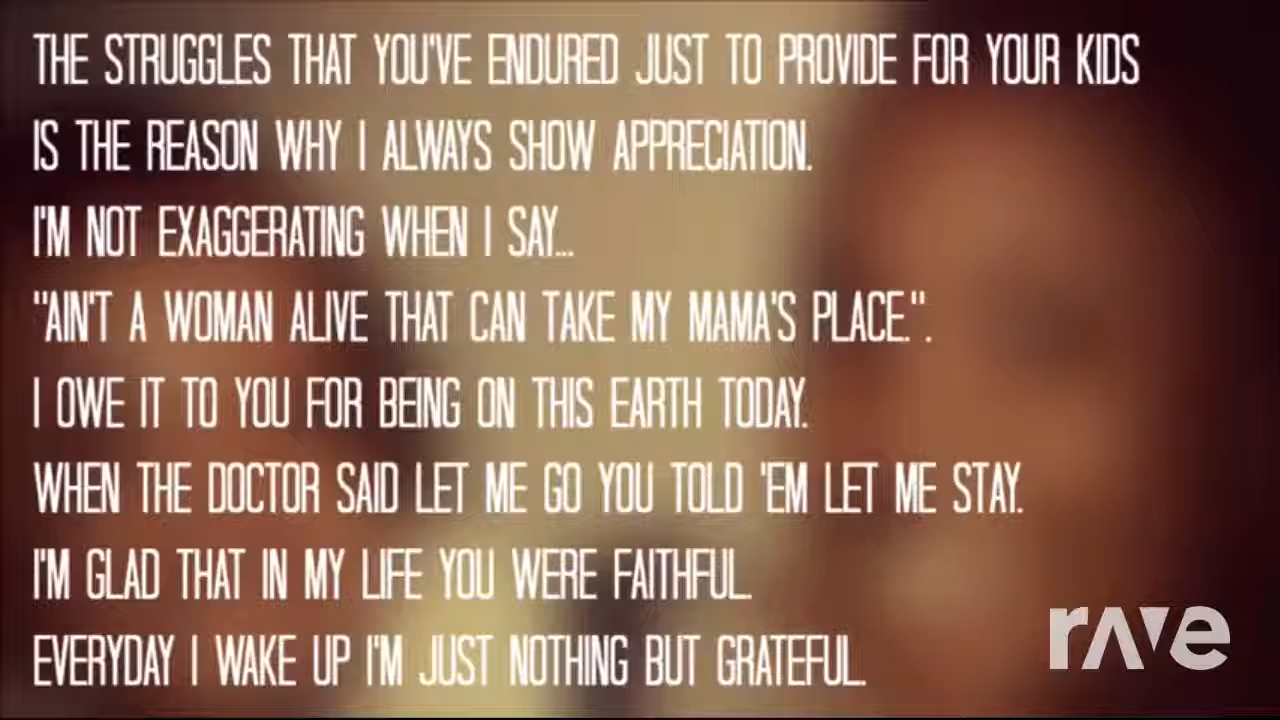 THE STRUGGLES THAT YOU'VE ENDURED JUST TO PROVIDE FOR YOUR KIDS
IS THE REASON WHY I ALWAYS SHOW APPRECIATION.
I'M NOT EXAGGERATING WHEN I SAY...
"AIN'T A WOMAN ALIVE THAT CAN TAKE MY MAMA'S PLACE.".
I OWE IT TO YOU FOR BEING ON THIS EARTH TODAY.
WHEN THE DOCTOR SAID LET ME GO YOU TOLD 'EM LET ME STAY.
I'M GLAD THAT IN MY LIFE YOU WERE FAITHFUL.
EVERYDAY I WAKE UP I'M JUST NOTHING BUT GRATEFUL.
rave